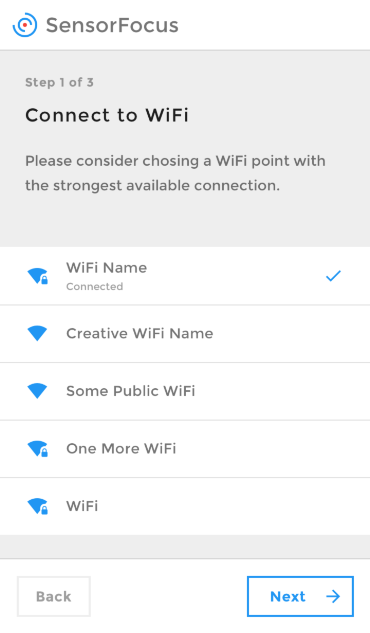 SensorFocus
Step 1 of 3
Connect to WiFi
Please consider chosing a WiFi point with
the strongest available connection.
WiFi Name
Connected
Creative WiFi Name
Some Public WiFi
One More WiFi
WiFi
Back
Next